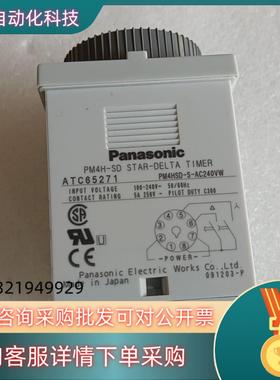 自动化科技
Panasonic
PM4H-SD STAR-DELTA TIMER
ATC65271
PM4HSD-S-AC240VW
INPUT VOLTAGE 100-240V~ 50/60Hz
CONTACT RATING 5A 250V~ PILOT DUTY C300
POWER
Panasonic Electric Works Co
in Japan
091203-P
321949929
咨询采购批发可对公开票
客服详情下单采购